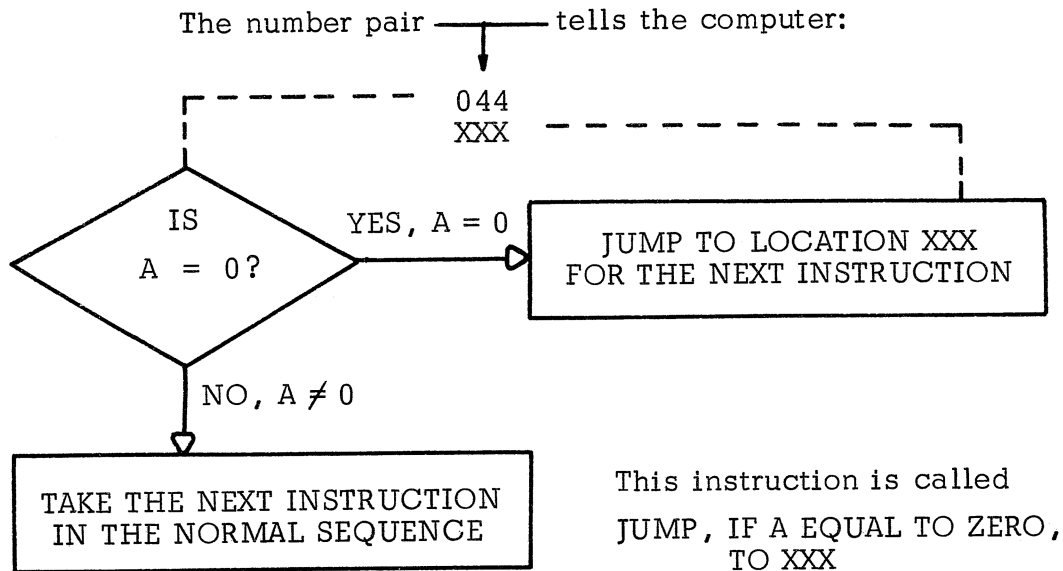 The number pair tells the computer:
044
XXX
IS
A = 0?
YES, A = 0
JUMP TO LOCATION XXX
FOR THE NEXT INSTRUCTION
NO, A ≠ 0
TAKE THE NEXT INSTRUCTION
IN THE NORMAL SEQUENCE
This instruction is called
JUMP, IF A EQUAL TO ZERO,
TO XXX